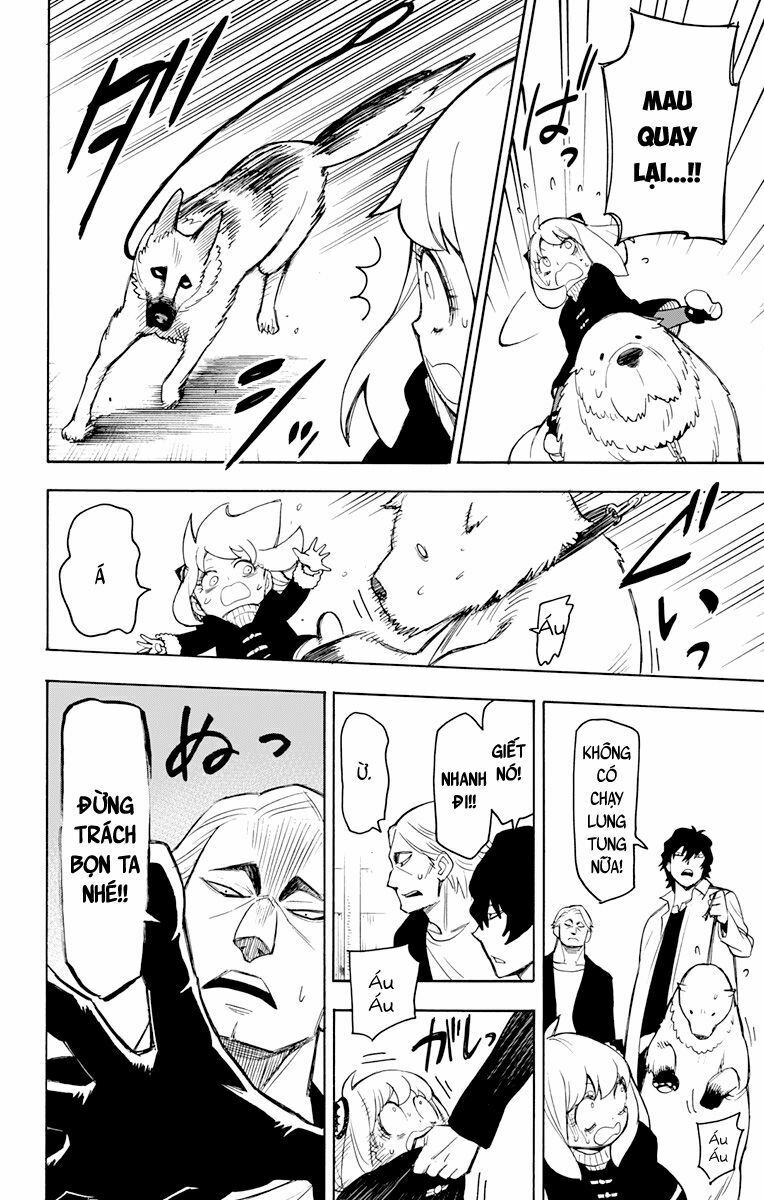 MAU
QUAY
LẠI...!!
ばっ
ダッ
Á
Áu
ぐいっ
KHÔNG
CÓ
CHẠY
LUNG
TUNG
NỮA!
Áu
Áu
GIẾT
NÓ!
NHANH
ĐI!!
Ừ.
Áu
Áu
がしっ
ĐỪNG
TRÁCH
BỌN TA
NHÉ!!
ぬっ